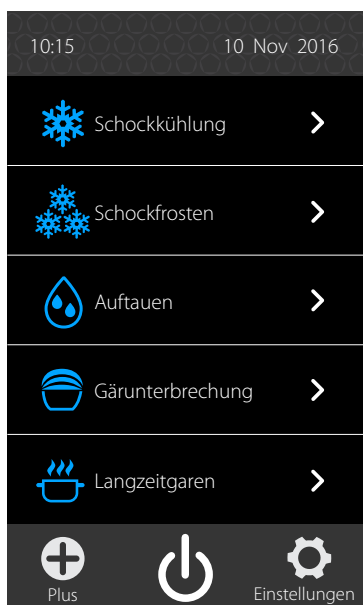 10:15 10 Nov 2016
Schockkühlung
Schockfrosten
Auftauen
Gärunterbrechung
Langzeitgaren
Plus Einstellungen